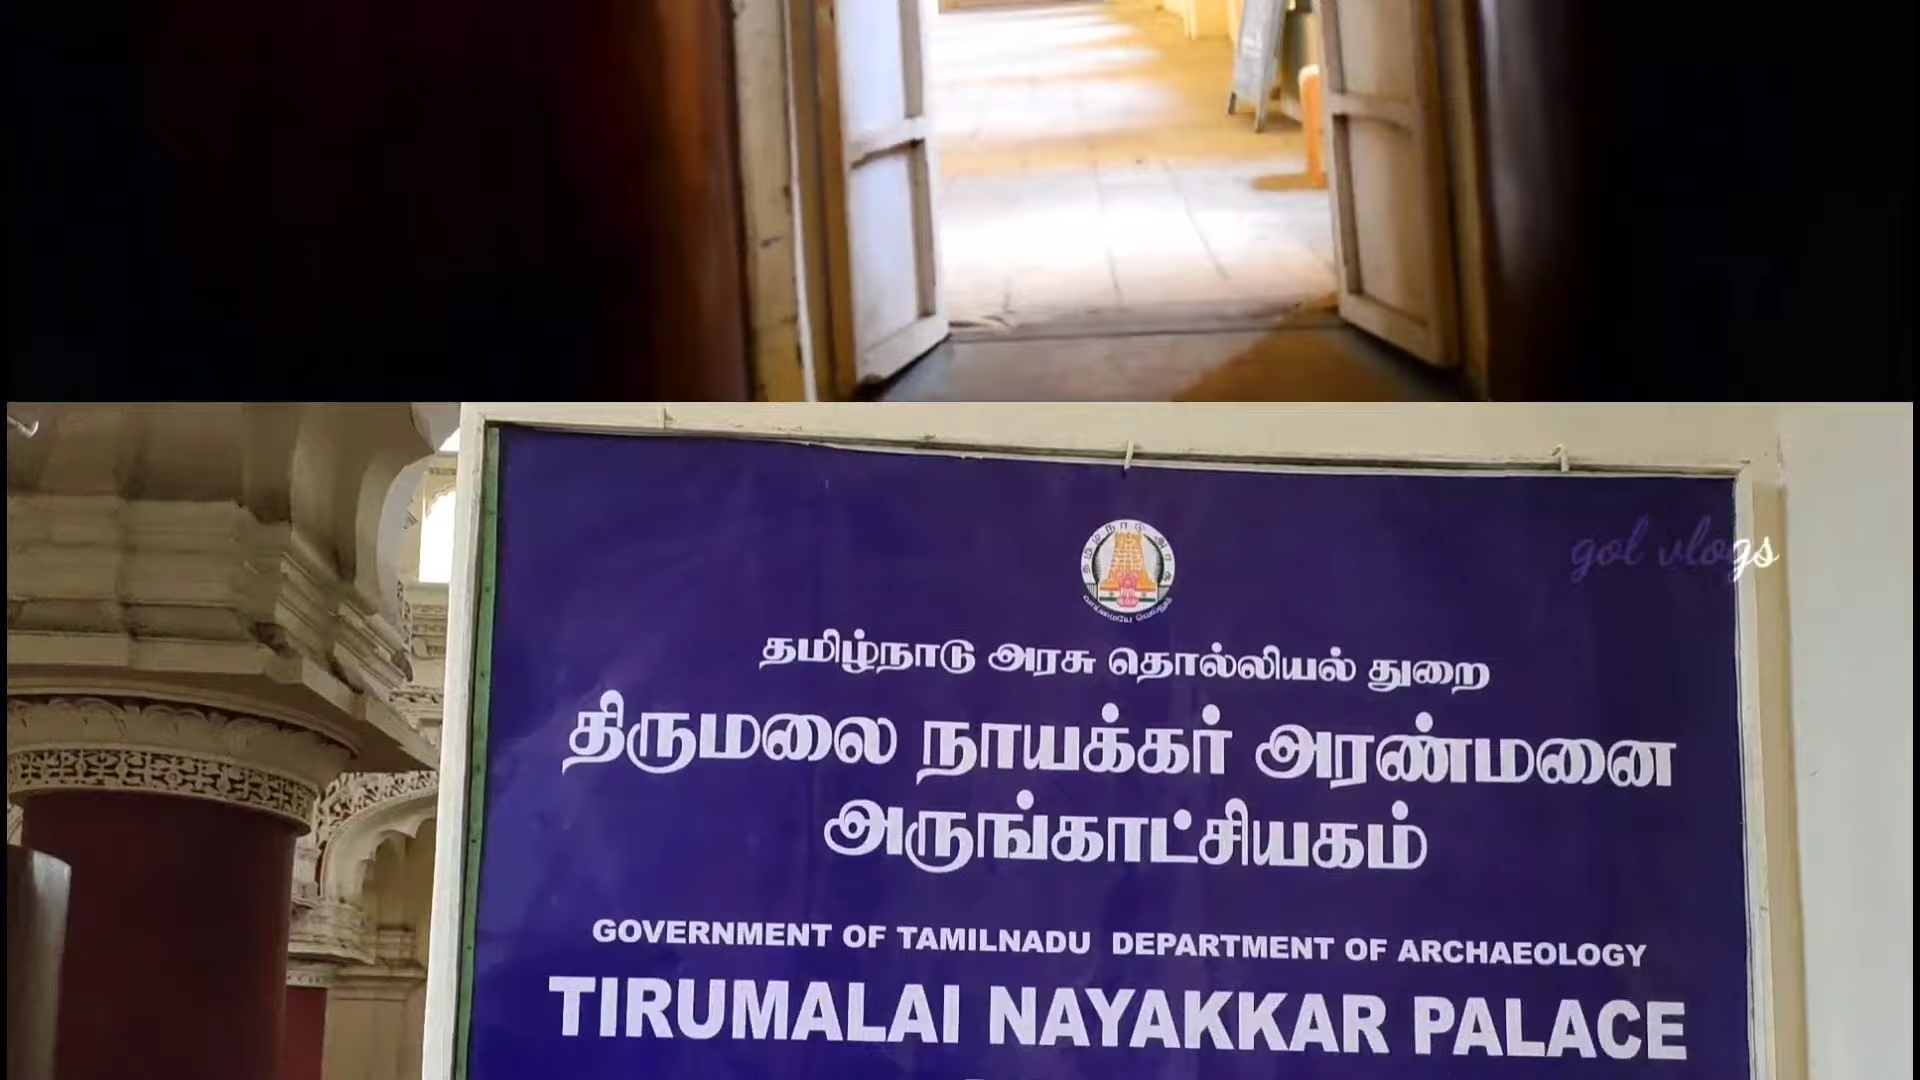 gol vlogs
தமிழ்நாடு அரசு தொல்லியல் துறை
திருமலை நாயக்கர் அரண்மனை
அருங்காட்சியகம்
GOVERNMENT OF TAMILNADU DEPARTMENT OF ARCHAEOLOGY
TIRUMALAI NAYAKKAR PALACE